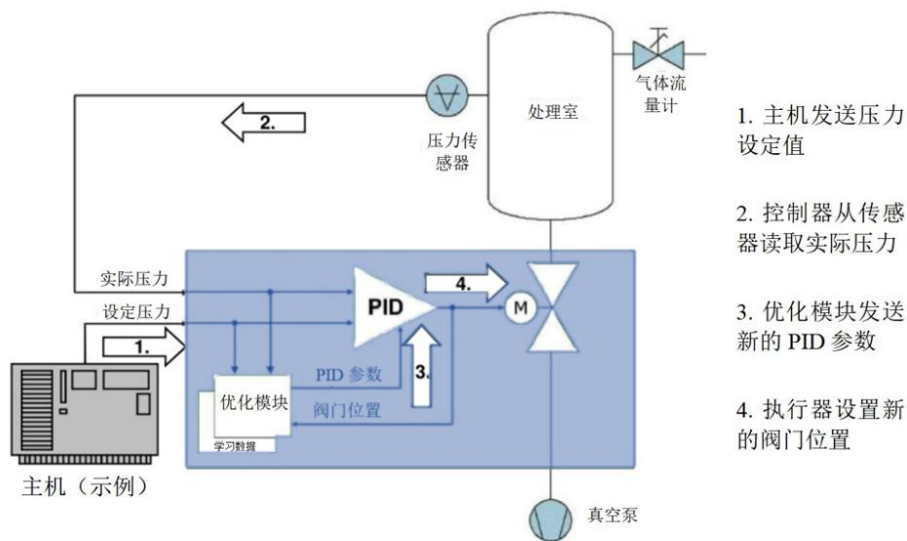 处理室
气体流
量计
压力传
感器
2.
实际压力
设定压力
1.
PID
4.
M
3.
PID 参数
阀门位置
优化模块
学习数据
主机（示例）
真空泵
1. 主机发送压力
设定值
2. 控制器从传感
器读取实际压力
3. 优化模块发送
新的 PID 参数
4. 执行器设置新
的阀门位置